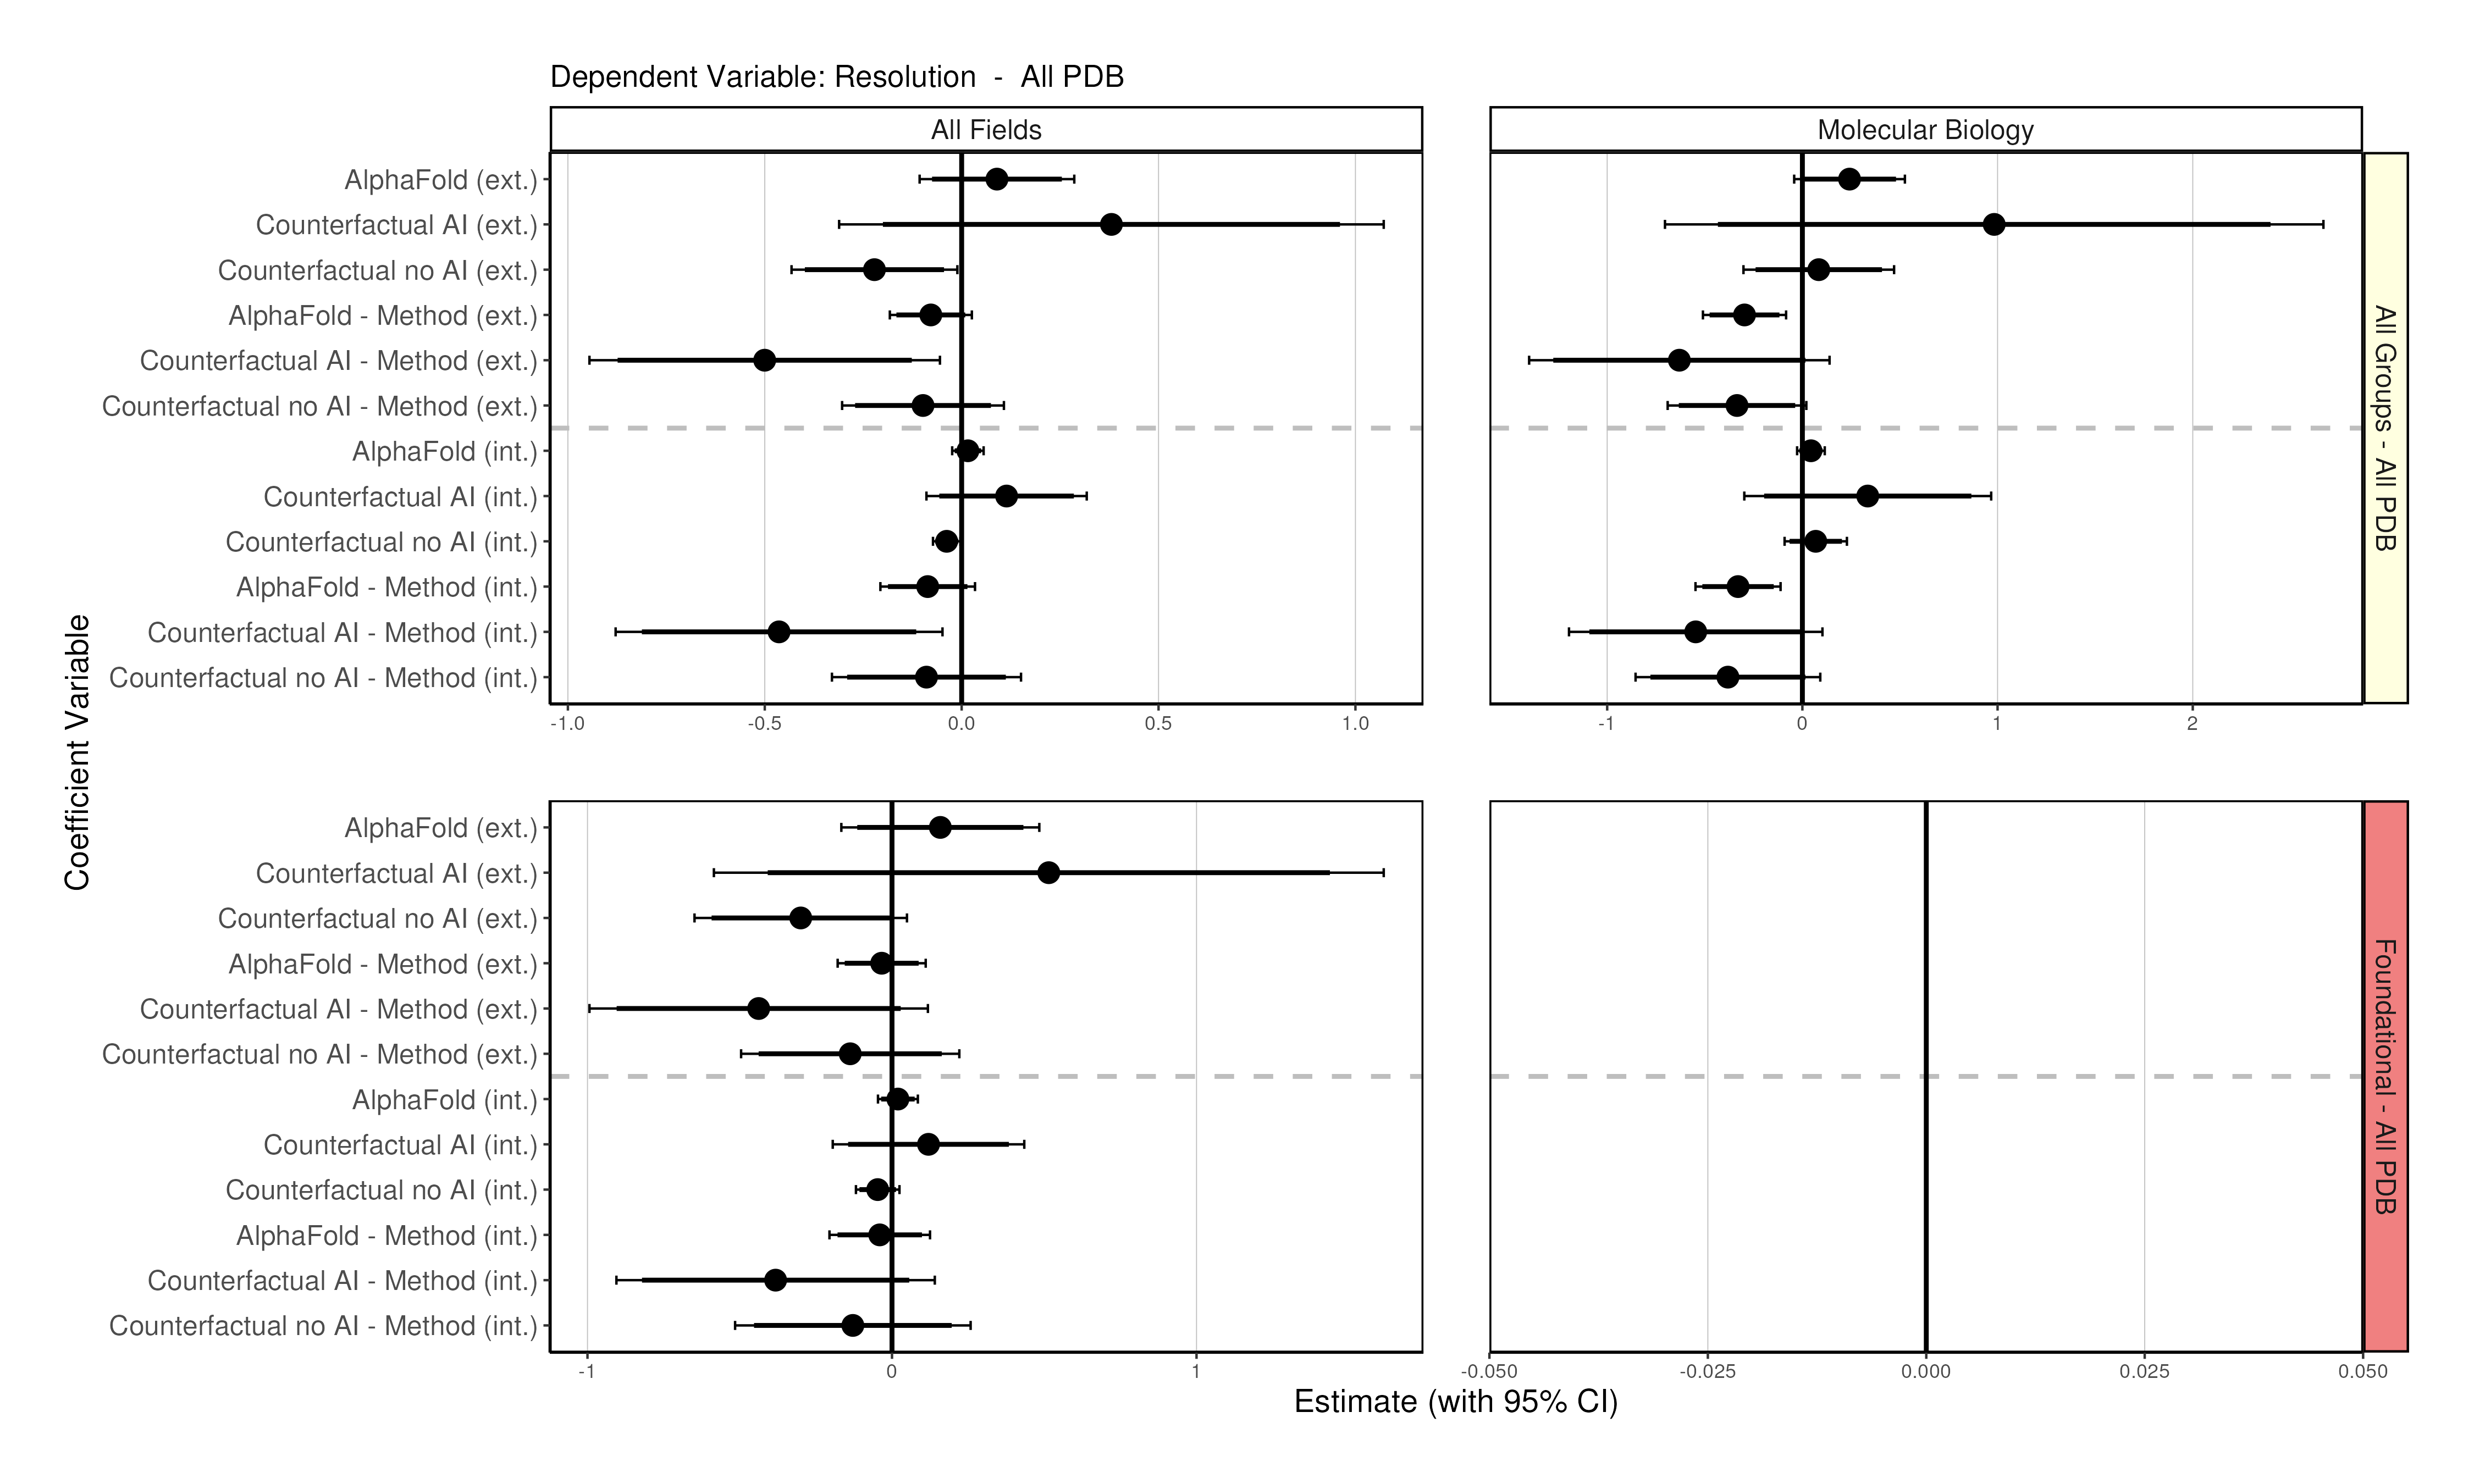 Dependent Variable: Resolution - All PDB
All Fields
Molecular Biology
AlphaFold (ext.)
Counterfactual AI (ext.)
Counterfactual no AI (ext.)
AlphaFold - Method (ext.)
Counterfactual AI - Method (ext.)
Counterfactual no AI - Method (ext.)
AlphaFold (int.)
Counterfactual AI (int.)
Counterfactual no AI (int.)
AlphaFold - Method (int.)
Counterfactual AI - Method (int.)
Counterfactual no AI - Method (int.)
All Groups - All PDB
-1.0 -0.5 0.0 0.5 1.0
-1 0 1 2
Coefficient Variable
AlphaFold (ext.)
Counterfactual AI (ext.)
Counterfactual no AI (ext.)
AlphaFold - Method (ext.)
Counterfactual AI - Method (ext.)
Counterfactual no AI - Method (ext.)
AlphaFold (int.)
Counterfactual AI (int.)
Counterfactual no AI (int.)
AlphaFold - Method (int.)
Counterfactual AI - Method (int.)
Counterfactual no AI - Method (int.)
Foundational - All PDB
-1 0 1
-0.050 -0.025 0.000 0.025 0.050
Estimate (with 95% CI)